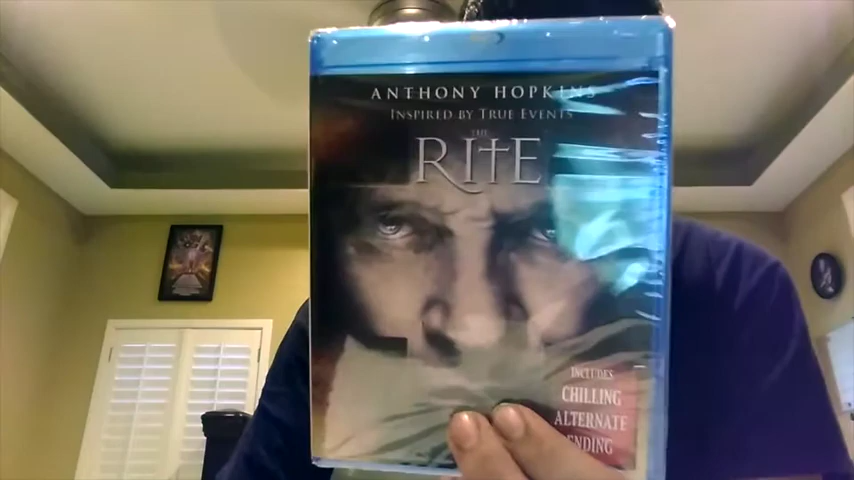 ANTHONY HOPKINS
INSPIRED BY TRUE EVENTS
THE
RITE
INCLUDES
CHILLING
ALTERNATE
ENDING